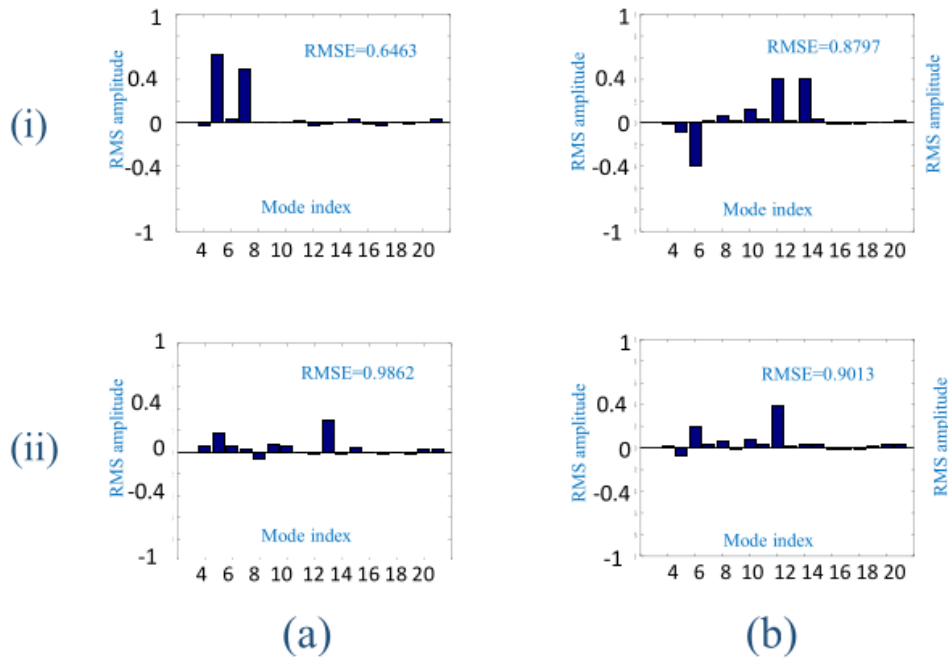 1
RMSE=0.6463
0.4
0
-0.4
-1
RMS amplitude
Mode index
4 6 8 10 12 14 16 18 20
(i)
1
RMSE=0.8797
0.4
0
-0.4
-1
RMS amplitude
Mode index
4 6 8 10 12 14 16 18 20
RMS amplitude
1
RMSE=0.9862
0.4
0
-0.4
-1
RMS amplitude
Mode index
4 6 8 10 12 14 16 18 20
(ii)
1
RMSE=0.9013
0.4
0
-0.4
-1
RMS amplitude
Mode index
4 6 8 10 12 14 16 18 20
RMS amplitude
(a)
(b)